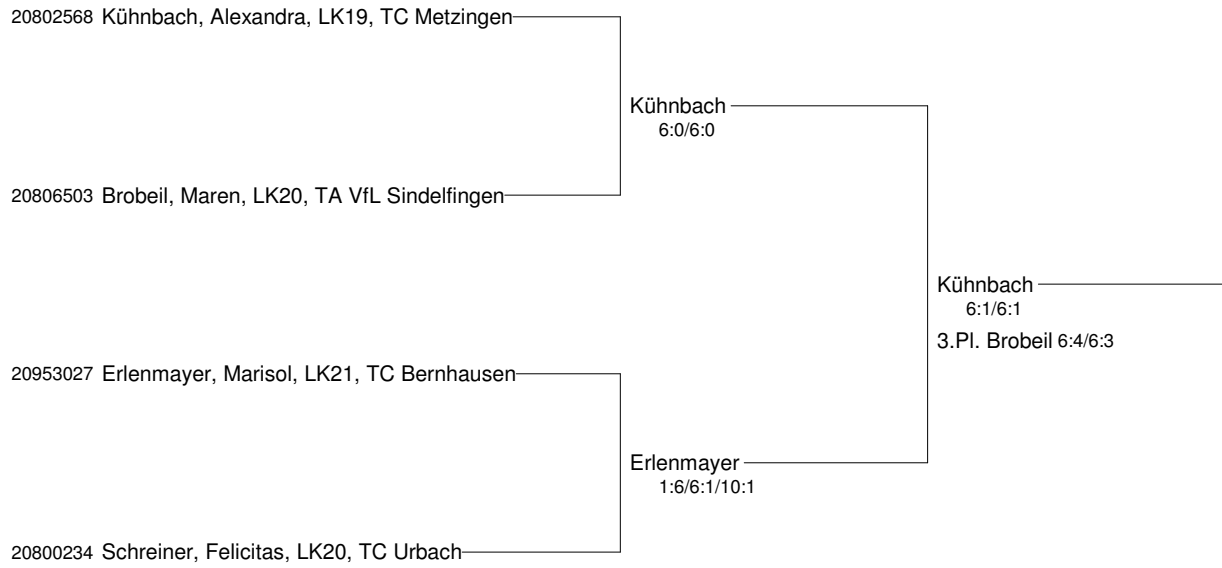 20802568 Kühnbach, Alexandra, LK19, TC Metzingen
Kühnbach
6:0/6:0
20806503 Brobeil, Maren, LK20, TA VfL Sindelfingen
Kühnbach
6:1/6:1
3.Pl. Brobeil 6:4/6:3
20953027 Erlenmayer, Marisol, LK21, TC Bernhausen
Erlenmayer
1:6/6:1/10:1
20800234 Schreiner, Felicitas, LK20, TC Urbach